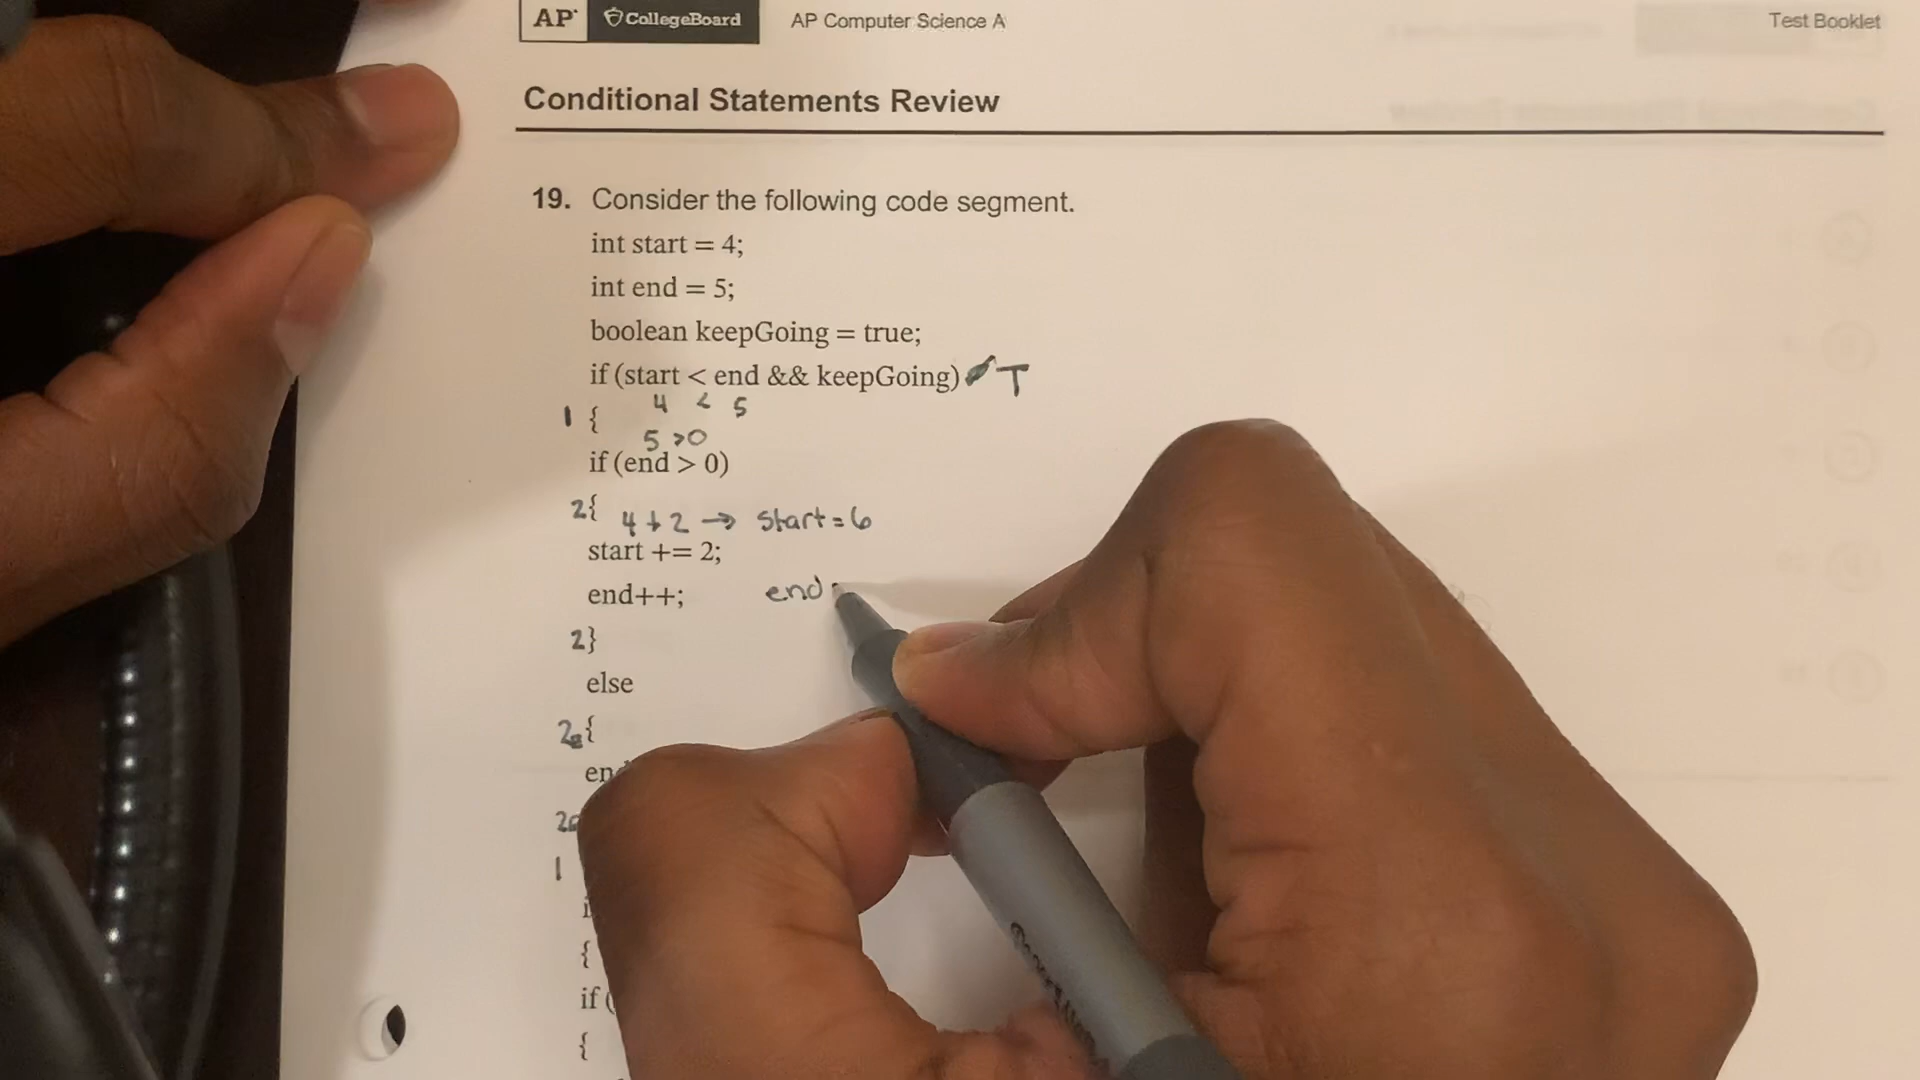 AP CollegeBoard AP Computer Science A Test Booklet
Conditional Statements Review
19. Consider the following code segment.
int start = 4;
int end = 5;
boolean keepGoing = true;
if (start < end && keepGoing) T
4 < 5
1 {
5 >0
if (end > 0)
2{ 4 + 2 → start = 6
start += 2;
end++; end
2}
else
2 {
1
{
if (
{